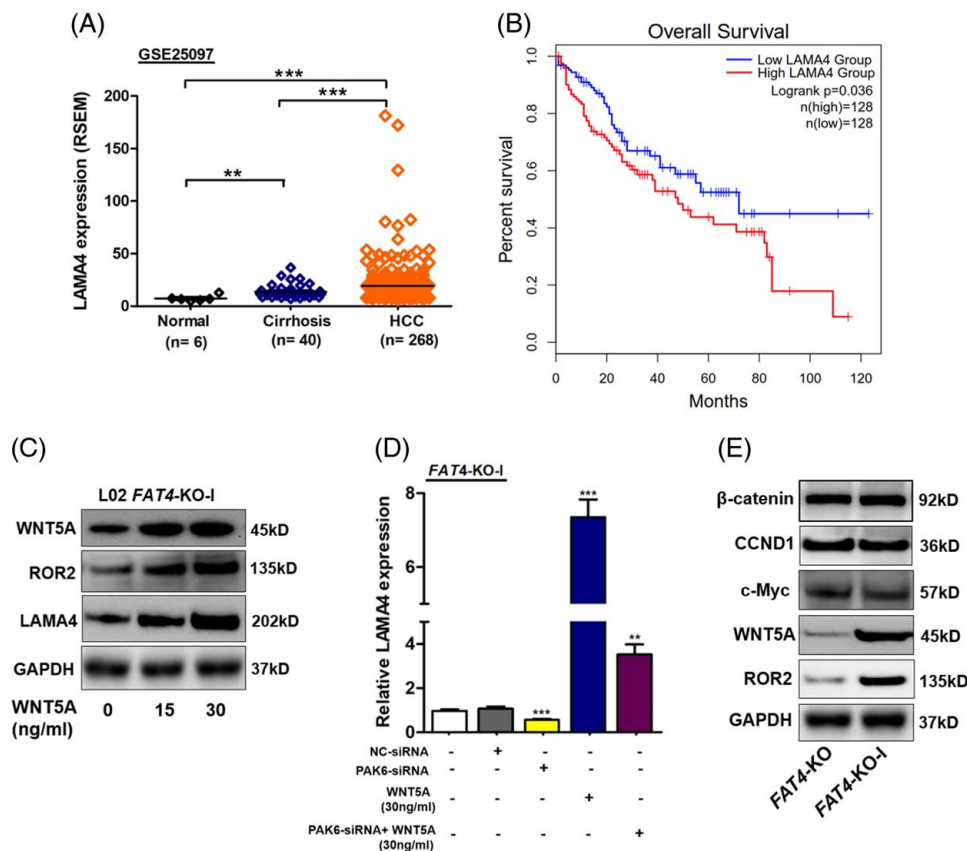 (A)
GSE25097
***
***
**
LAMA4 expression (RSEM)
200
150
100
50
0
Normal
(n= 6)
Cirrhosis
(n= 40)
HCC
(n= 268)
(B)
Overall Survival
Low LAMA4 Group
High LAMA4 Group
Logrank p=0.036
n(high)=128
n(low)=128
Percent survival
1.0
0.8
0.6
0.4
0.2
0.0
0 20 40 60 80 100 120
Months
(C)
L02 FAT4-KO-I
WNT5A 45kD
ROR2 135kD
LAMA4 202kD
GAPDH 37kD
WNT5A 0 15 30
(ng/ml)
(D)
FAT4-KO-I
Relative LAMA4 expression
8
6
4
2
0
***
***
**
NC-siRNA - + - - -
PAK6-siRNA - - + - -
WNT5A - - - + -
(30ng/ml)
PAK6-siRNA+ WNT5A - - - - +
(30ng/ml)
(E)
β-catenin 92kD
CCND1 36kD
c-Myc 57kD
WNT5A 45kD
ROR2 135kD
GAPDH 37kD
FAT4-KO
FAT4-KO-I